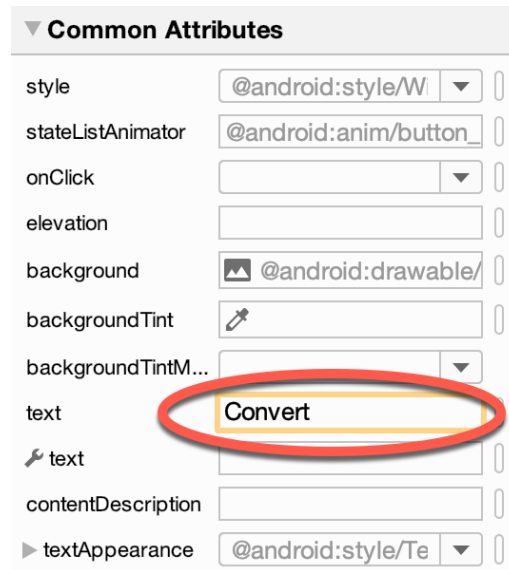 Common Attributes
style @android:style/Wi
stateListAnimator @android:anim/button_
onClick
elevation
background @android:drawable/
backgroundTint
backgroundTintM...
text Convert
text
contentDescription
textAppearance @android:style/Te